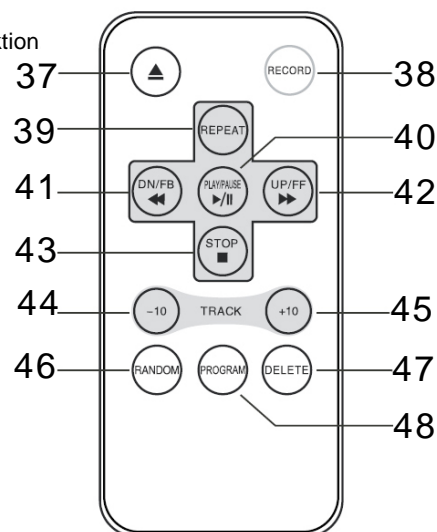 ktion
37
RECORD
38
39
REPEAT
40
41
DN/FB
PLAY/PAUSE
UP/FF
42
43
STOP
44
−10
TRACK
+10
45
46
RANDOM
PROGRAM
DELETE
47
48